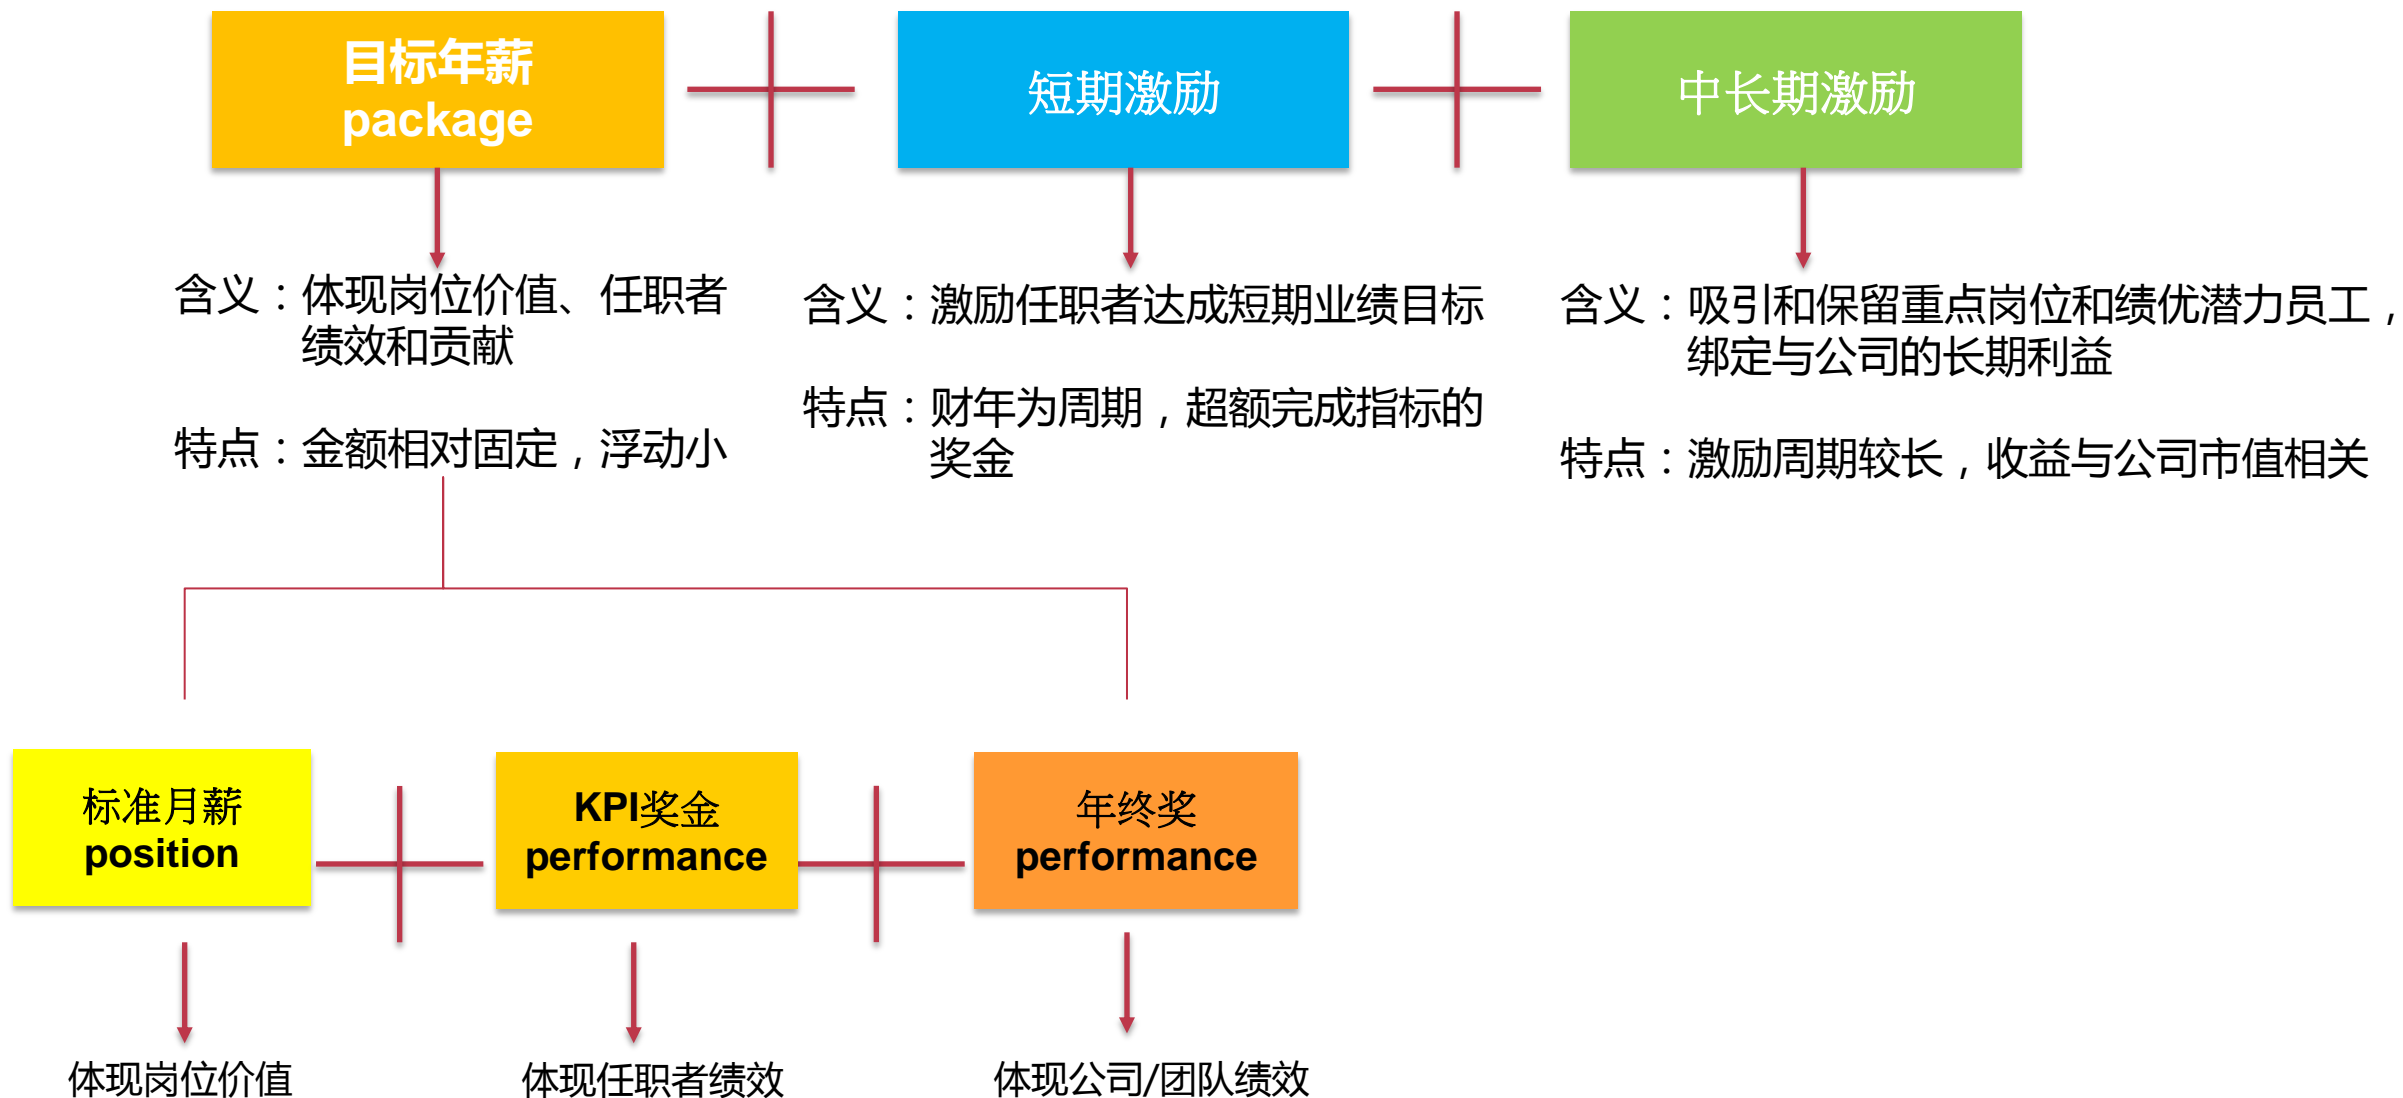 目标年薪
package
短期激励
中长期激励
含义：体现岗位价值、任职者
绩效和贡献
特点：金额相对固定，浮动小
含义：激励任职者达成短期业绩目标
特点：财年为周期，超额完成指标的
奖金
含义：吸引和保留重点岗位和绩优潜力员工，
绑定与公司的长期利益
特点：激励周期较长，收益与公司市值相关
标准月薪
position
KPI奖金
performance
年终奖
performance
体现岗位价值
体现任职者绩效
体现公司/团队绩效